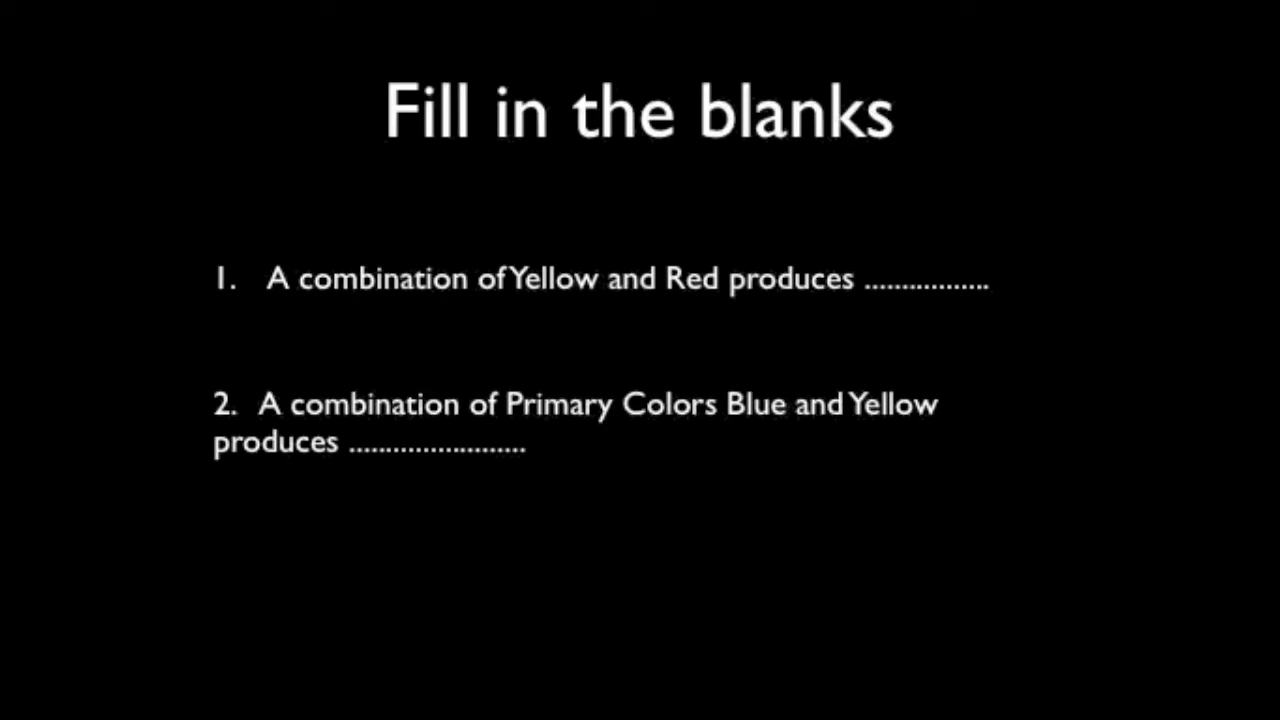 Fill in the blanks
1. A combination of Yellow and Red produces .................
2. A combination of Primary Colors Blue and Yellow
produces ........................